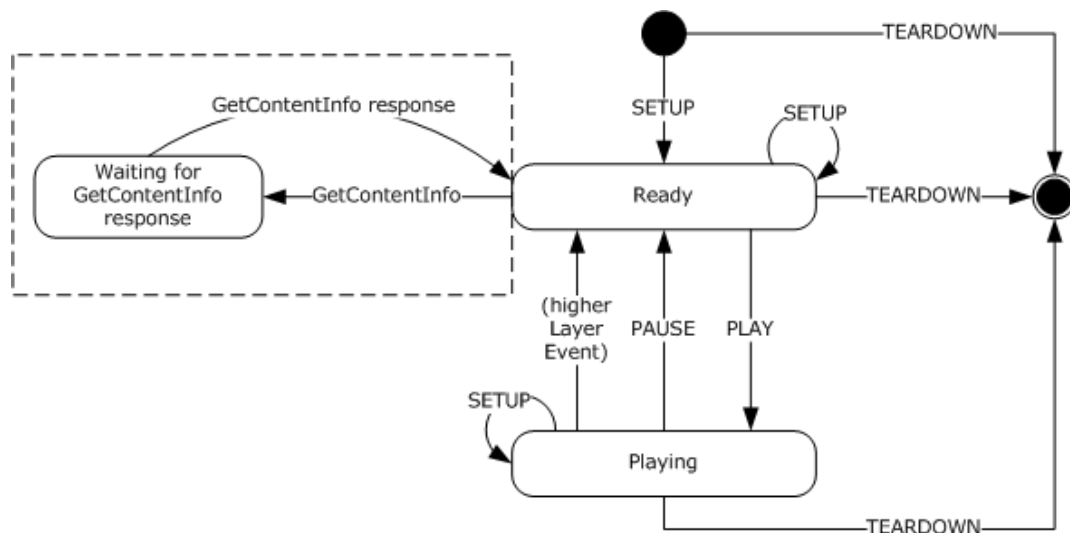 TEARDOWN
GetContentInfo response
SETUP
SETUP
Waiting for
GetContentInfo
response
GetContentInfo
Ready
TEARDOWN
(higher
Layer
Event)
PAUSE
PLAY
SETUP
Playing
TEARDOWN